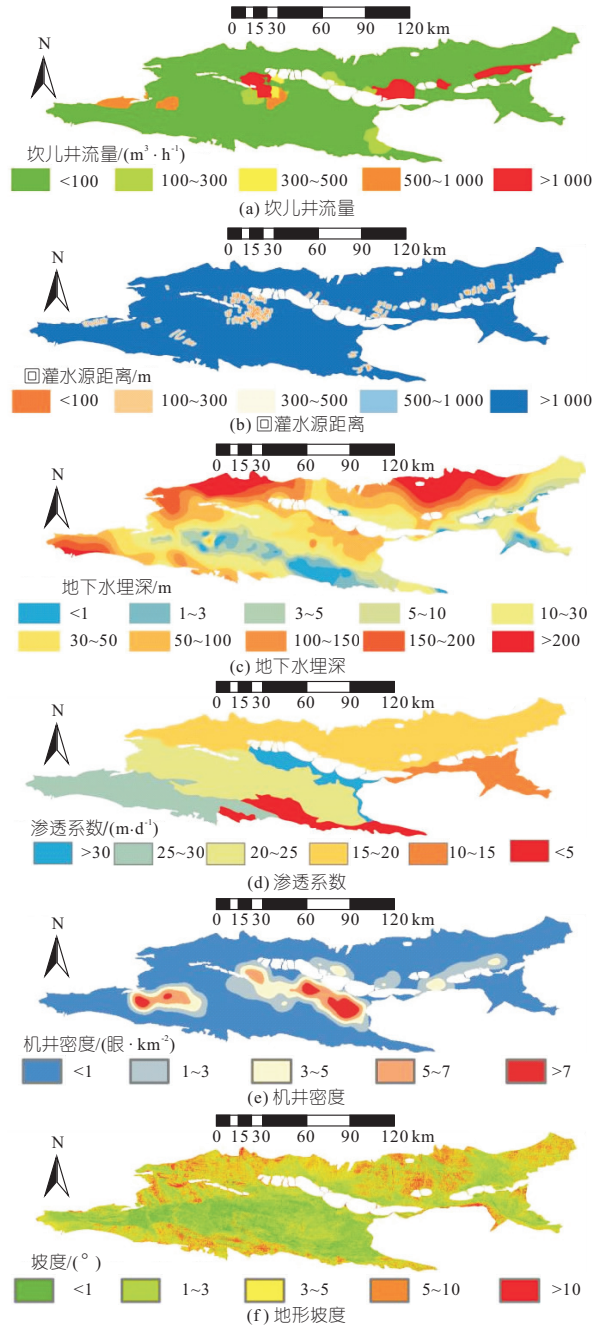 0 15 30 60 90 120 km
N
坎儿井流量/(m³·h⁻¹)
<100 100~300 300~500 500~1 000 >1 000
(a) 坎儿井流量
0 15 30 60 90 120 km
N
回灌水源距离/m
<100 100~300 300~500 500~1 000 >1 000
(b) 回灌水源距离
0 15 30 60 90 120 km
N
地下水埋深/m
<1 1~3 3~5 5~10 10~30
30~50 50~100 100~150 150~200 >200
(c) 地下水埋深
0 15 30 60 90 120 km
N
渗透系数/(m·d⁻¹)
>30 25~30 20~25 15~20 10~15 <5
(d) 渗透系数
0 15 30 60 90 120 km
N
机井密度/(眼·km⁻²)
<1 1~3 3~5 5~7 >7
(e) 机井密度
0 15 30 60 90 120 km
N
坡度/(°)
<1 1~3 3~5 5~10 >10
(f) 地形坡度